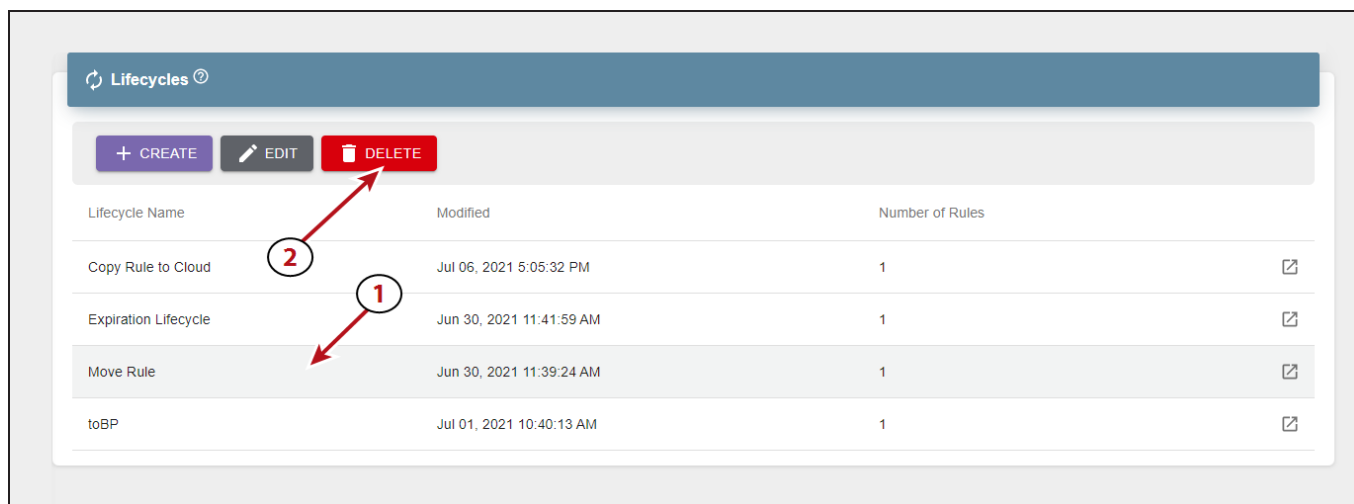 Lifecycles ?
+ CREATE EDIT DELETE
Lifecycle Name Modified Number of Rules
2
Copy Rule to Cloud Jul 06, 2021 5:05:32 PM 1
1
Expiration Lifecycle Jun 30, 2021 11:41:59 AM 1
Move Rule Jun 30, 2021 11:39:24 AM 1
toBP Jul 01, 2021 10:40:13 AM 1